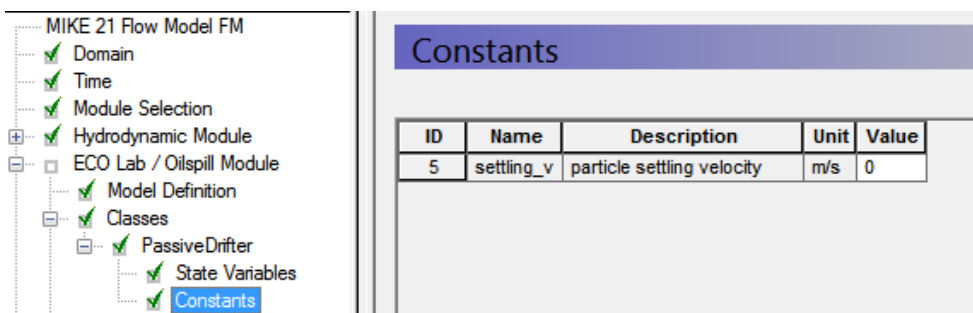 MIKE 21 Flow Model FM
Domain
Time
Module Selection
Hydrodynamic Module
ECO Lab / Oilspill Module
Model Definition
Classes
PassiveDrifter
State Variables
Constants
Constants
ID Name Description Unit Value
5 settling_v particle settling velocity m/s 0